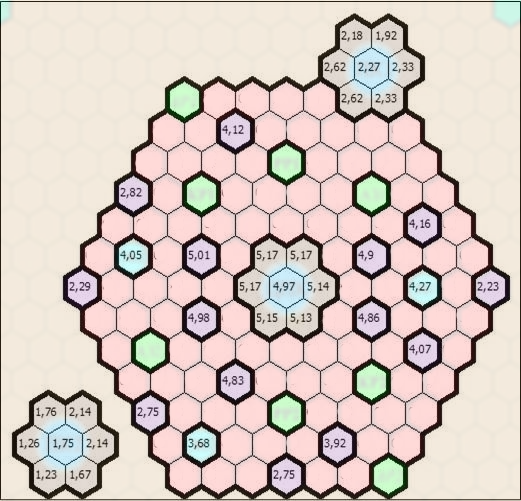 2,18 1,92
2,62 2,27 2,33
2,62 2,33
4,12
2,82
4,16
4,05 5,01 5,17 5,17 4,9
2,29 5,17 4,97 5,14 4,27 2,23
4,98 5,15 5,13 4,86
4,07
4,83
1,76 2,14 2,75
1,26 1,75 2,14 3,68 3,92
1,23 1,67 2,75